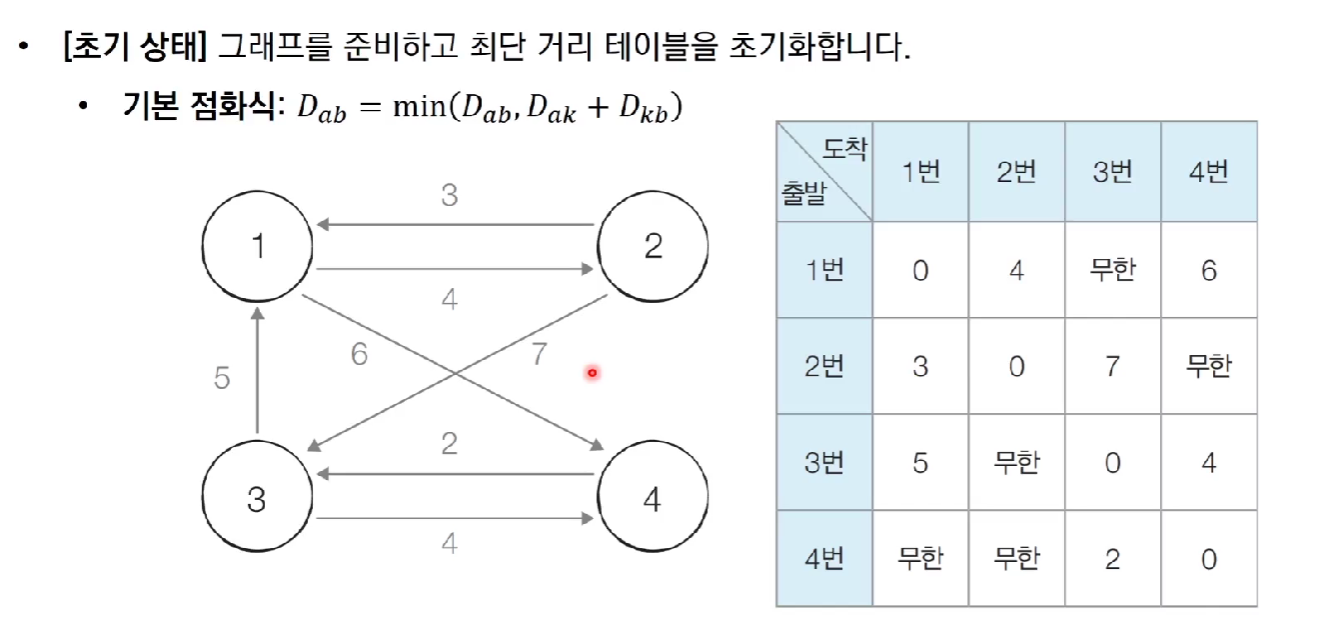 • [초기 상태] 그래프를 준비하고 최단 거리 테이블을 초기화합니다.
• 기본 점화식: D_{ab} = min(D_{ab}, D_{ak} + D_{kb})
3
1
2
4
6
7
5
2
3
4
4
도착
출발
1번 2번 3번 4번
1번 0 4 무한 6
2번 3 0 7 무한
3번 5 무한 0 4
4번 무한 무한 2 0